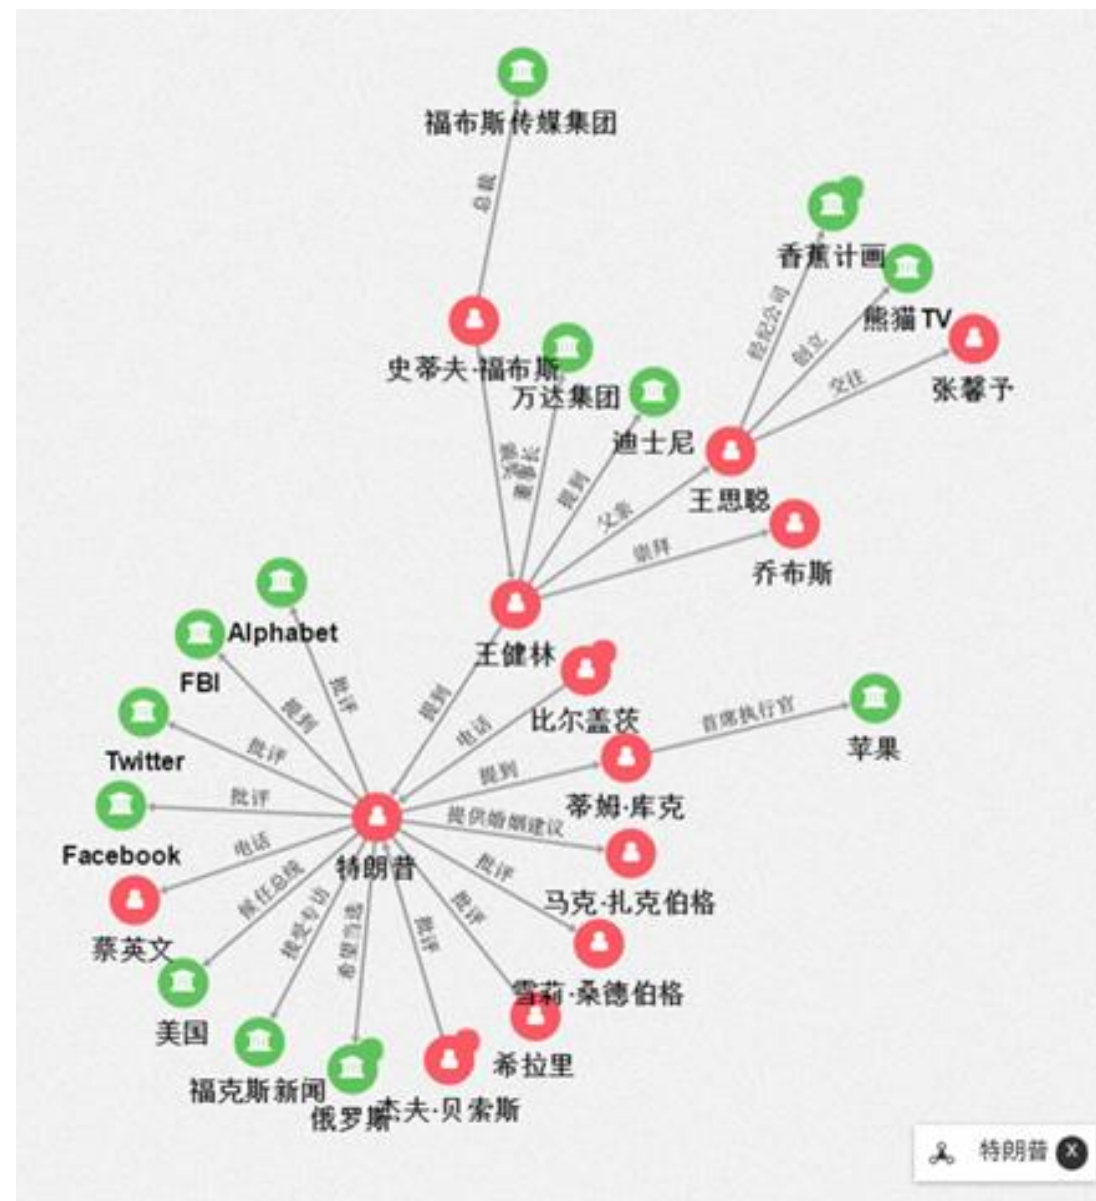 福布斯传媒集团
总裁
香蕉计画
熊猫TV
经纪公司
创立
交往
张馨予
史蒂夫·福布斯
万达集团
迪士尼
董事长
提到
父亲
王思聪
崇拜
乔布斯
Alphabet
FBI
王健林
批评
提到
提到
电话
比尔盖茨
首席执行官
苹果
Twitter
批评
提到
蒂姆·库克
批评
提供婚姻建议
Facebook
电话
特朗普
批评
马克·扎克伯格
候任总统
接受专访
希望当选
批评
批评
蔡英文
美国
雪莉·桑德伯格
希拉里
福克斯新闻
俄罗斯
杰夫·贝索斯
特朗普 X